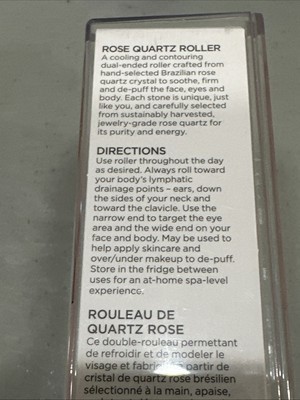 ROSE QUARTZ ROLLER
A cooling and contouring
dual-ended roller crafted from
hand-selected Brazilian rose
quartz crystal to soothe, firm
and de-puff the face, eyes and
body. Each stone is unique, just
like you, and carefully selected
from sustainably harvested,
jewelry-grade rose quartz for
its purity and energy.
DIRECTIONS
Use roller throughout the day
as desired. Always roll toward
your body's lymphatic
drainage points – ears, down
the sides of your neck and
toward the clavicle. Use the
narrow end to target the eye
area and the wide end on your
face and body. May be used to
help apply skincare and
over/under makeup to de-puff.
Store in the fridge between
uses for an at-home spa-level
experience.
ROULEAU DE
QUARTZ ROSE
Ce double-rouleau permettant
de refroidir et de modeler le
visage et partir de
cristal de quartz rose brésilien
sélectionné à la main, apaise,